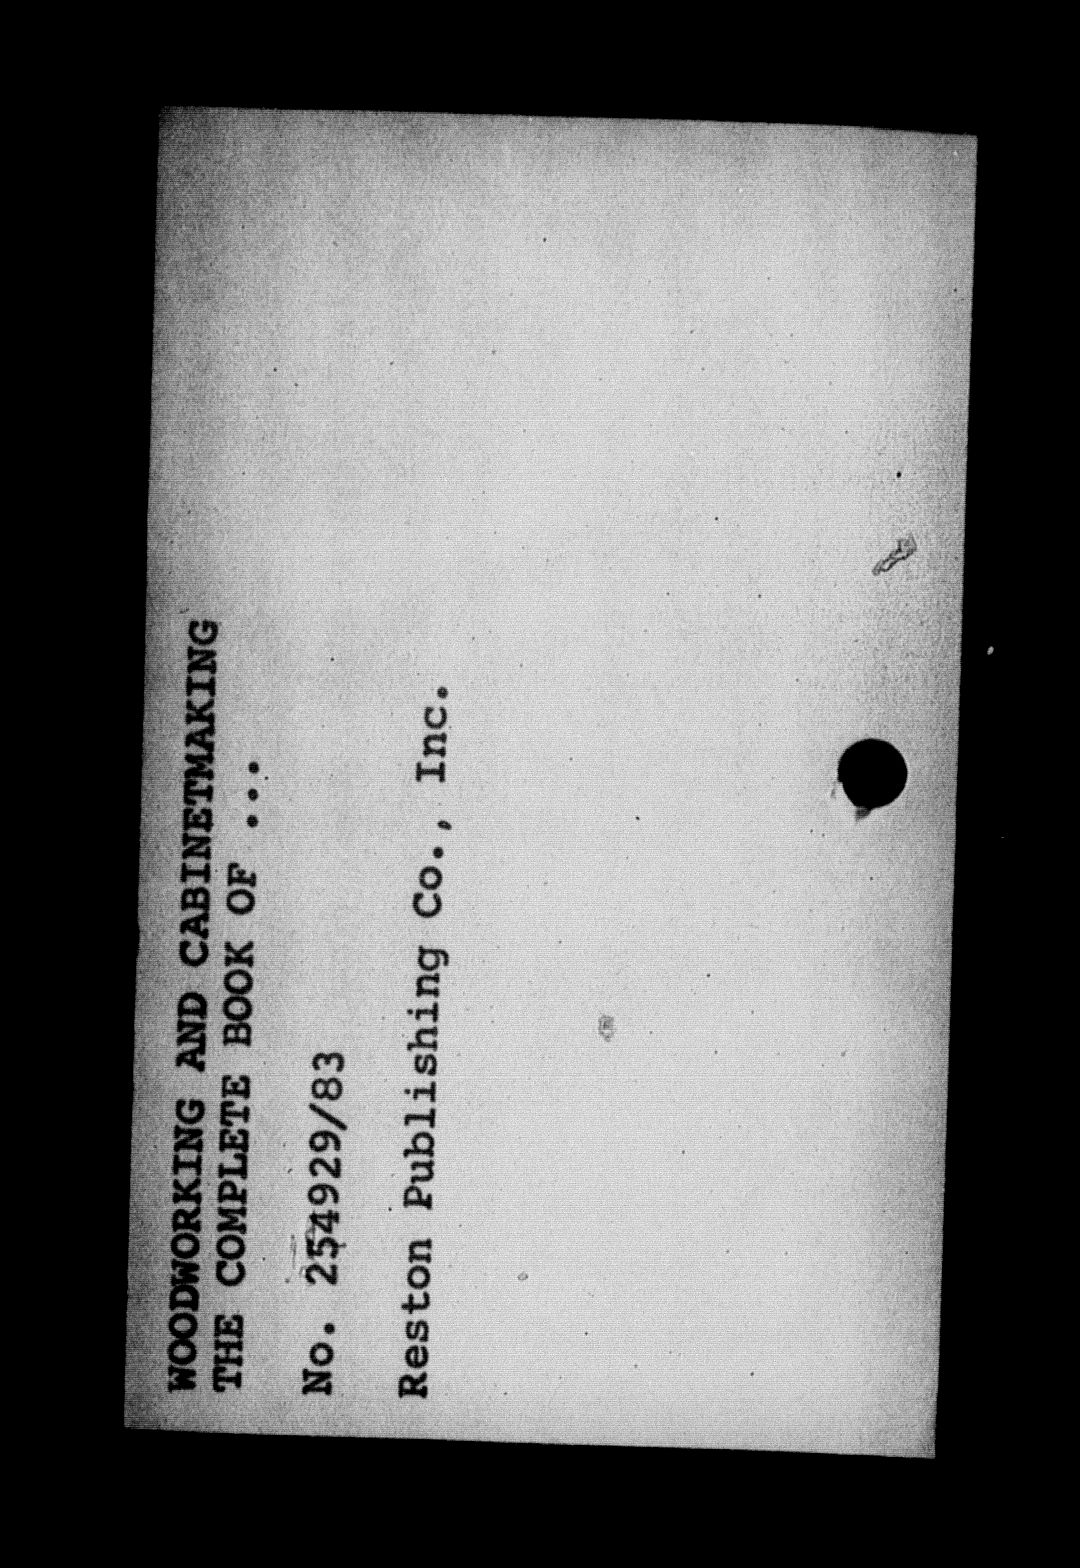 WOODWORKING AND CABINETMAKING
THE COMPLETE BOOK OF ...
No. 254929/83
Reston Publishing Co., Inc.